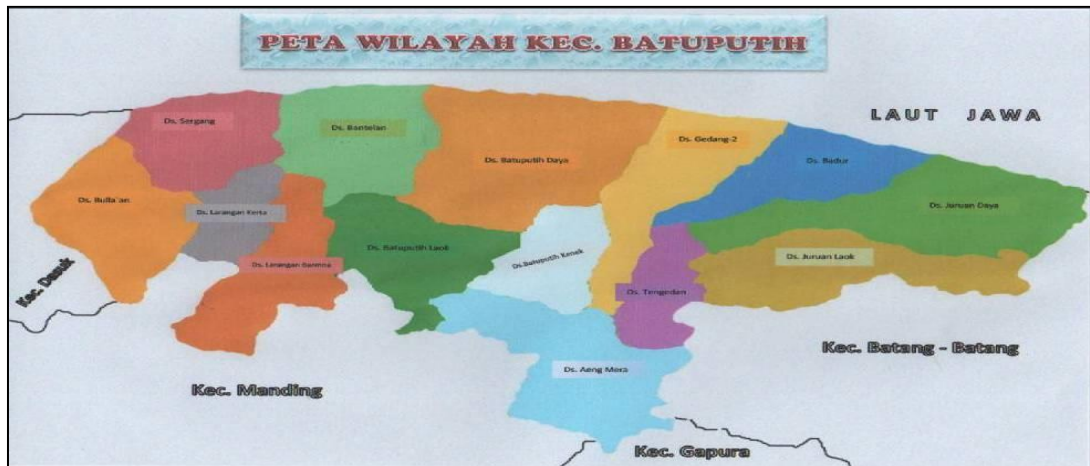 PETA WILAYAH KEC. BATUPUTIH
LAUT JAWA
Ds. Sergang
Ds. Bantelan
Ds. Gedang-2
Ds. Batuputih Daya
Ds. Badur
Ds. Bulla'an
Ds. Larangan Kerta
Ds. Juruan Daya
Ds. Batuputih Laok
Ds. Batuputih Kenek
Ds. Juruan Laok
Ds. Larangan Barma
Kec. Dasuk
Ds. Tengedan
Kec. Batang - Batang
Ds. Aeng Mera
Kec. Manding
Kec. Gapura